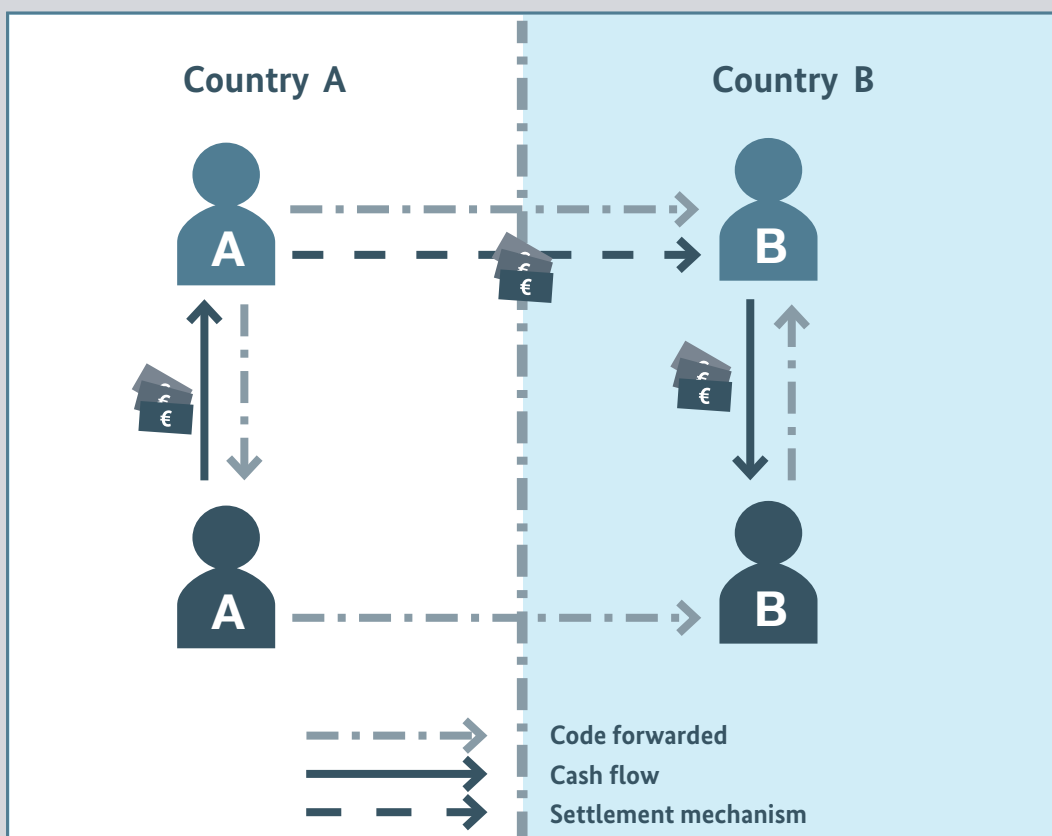 Country A
Country B
A
B
€
€
€
€
€
€
A
B
Code forwarded
Cash flow
Settlement mechanism